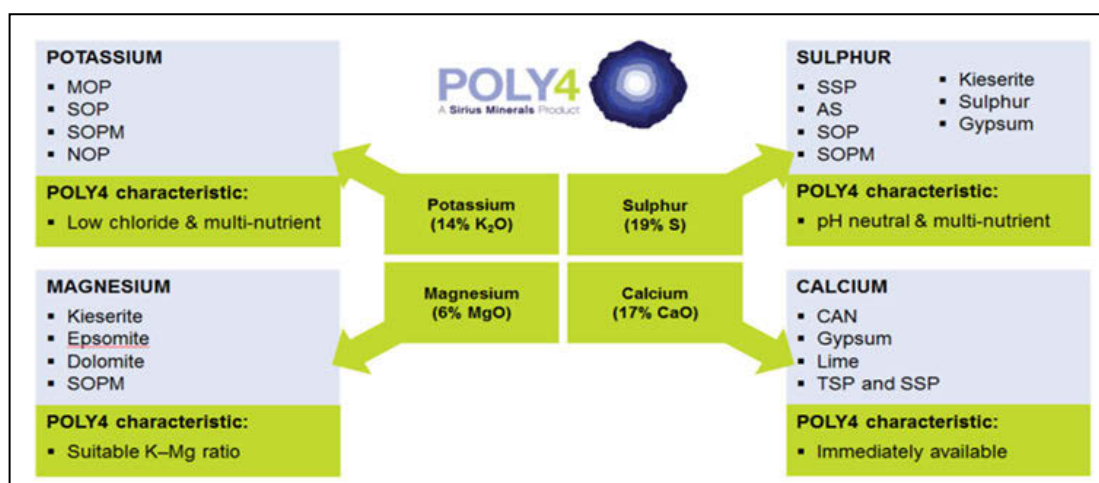 POTASSIUM
▪ MOP
▪ SOP
▪ SOPM
▪ NOP
POLY4 characteristic:
▪ Low chloride & multi-nutrient
POLY4
A Sirius Minerals Product
SULPHUR
▪ SSP
▪ AS
▪ SOP
▪ SOPM
▪ Kieserite
▪ Sulphur
▪ Gypsum
POLY4 characteristic:
▪ pH neutral & multi-nutrient
Potassium
(14% K₂O)
Sulphur
(19% S)
Magnesium
(6% MgO)
Calcium
(17% CaO)
MAGNESIUM
▪ Kieserite
▪ Epsomite
▪ Dolomite
▪ SOPM
POLY4 characteristic:
▪ Suitable K–Mg ratio
CALCIUM
▪ CAN
▪ Gypsum
▪ Lime
▪ TSP and SSP
POLY4 characteristic:
▪ Immediately available